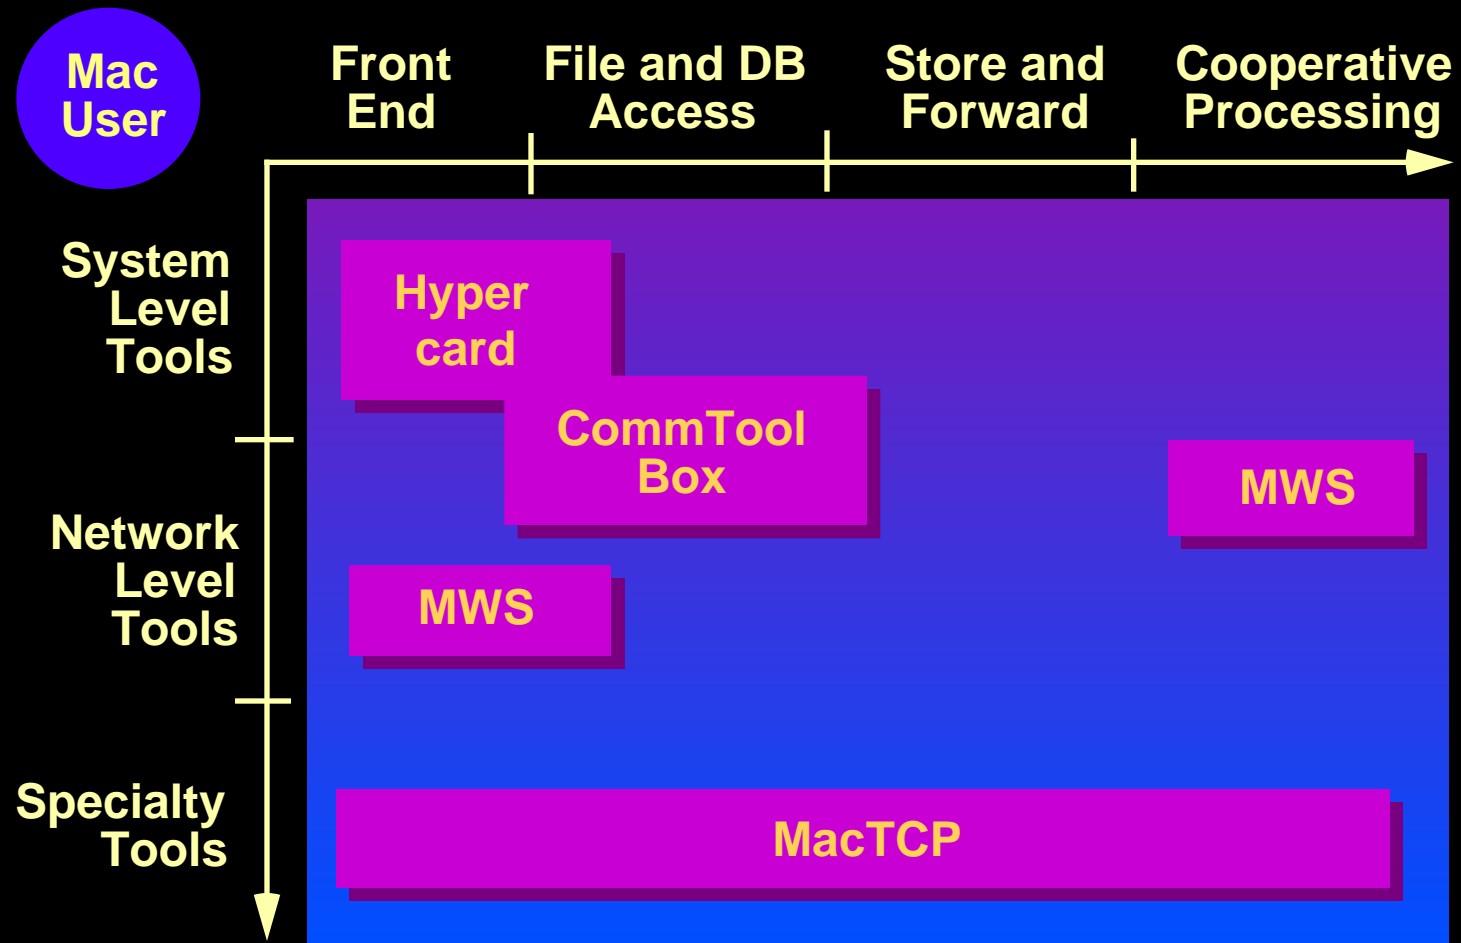 Mac
User
Front
End
File and DB
Access
Store and
Forward
Cooperative
Processing
System
Level
Tools
Hyper
card
CommTool
Box
MWS
Network
Level
Tools
MWS
Specialty
Tools
MacTCP